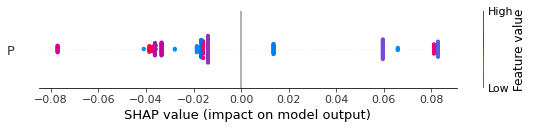 High
P
Feature value
Low
−0.08 −0.06 −0.04 −0.02 0.00 0.02 0.04 0.06 0.08
SHAP value (impact on model output)